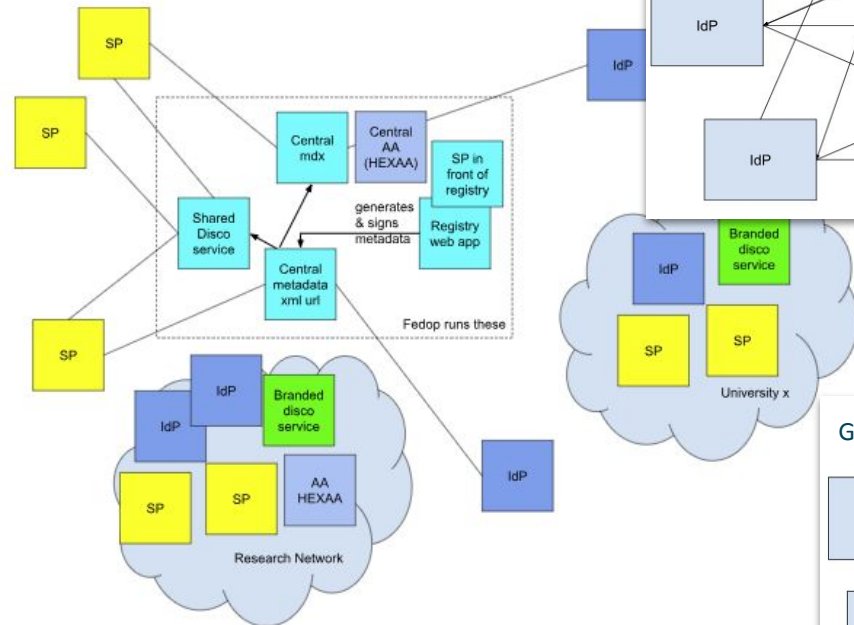 SP
IdP
IdP
IdP
SP
Central
mdx
Central
AA
(HEXAA)
SP in
front of
registry
Shared
Disco
service
generates
& signs
metadata
Registry
web app
Central
metadata
xml url
Fedop runs these
SP
IdP
Branded
disco
service
SP
SP
University x
IdP
IdP
Branded
disco
service
SP
SP
AA
HEXAA
Research Network
IdP
G